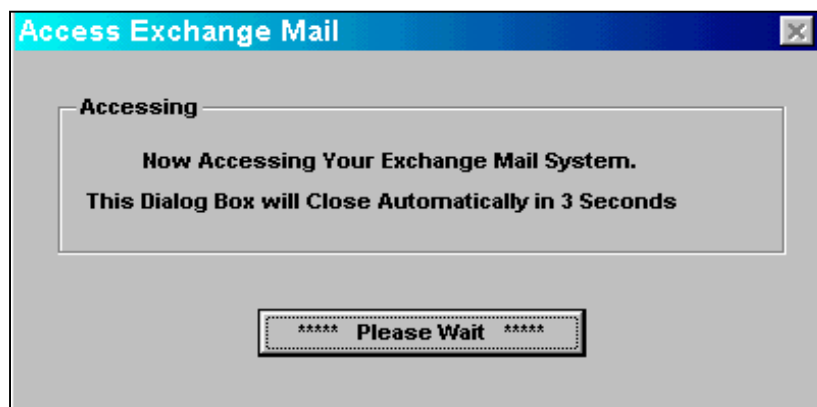 Access Exchange Mail
Accessing
Now Accessing Your Exchange Mail System.
This Dialog Box will Close Automatically in 3 Seconds
***** Please Wait *****